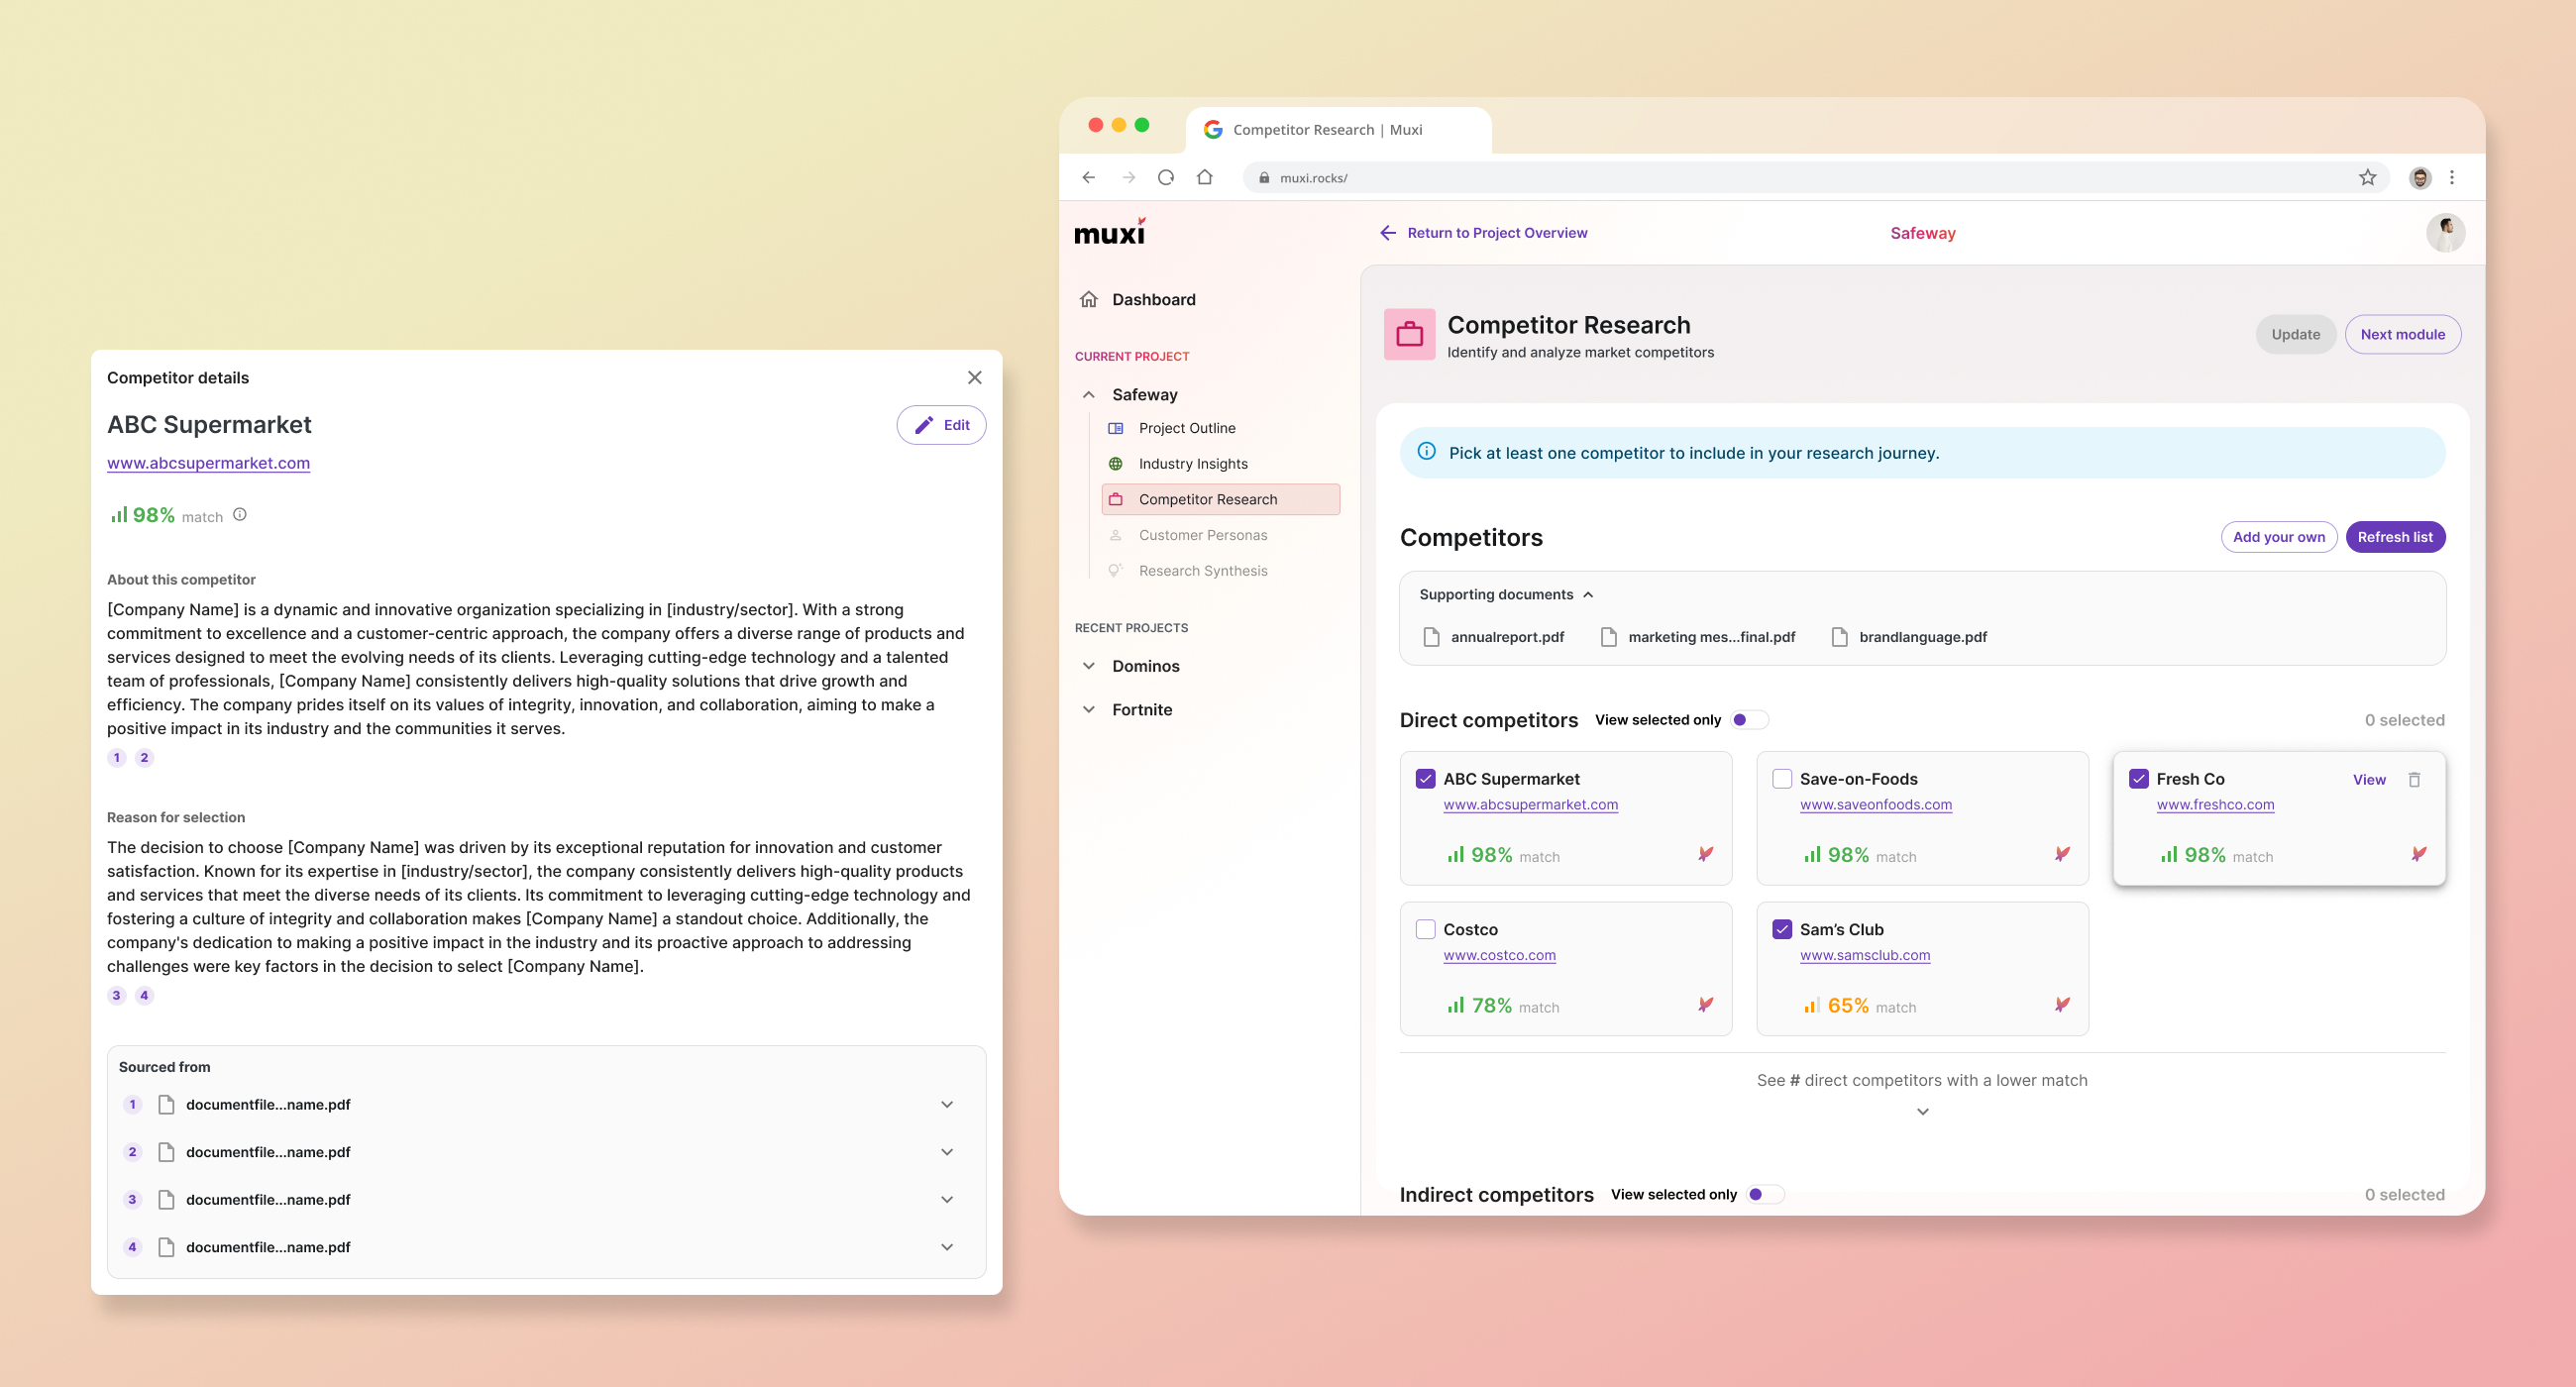 Competitor details
ABC Supermarket
Edit
www.abcsupermarket.com
98% match
About this competitor
[Company Name] is a dynamic and innovative organization specializing in [industry/sector]. With a strong
commitment to excellence and a customer-centric approach, the company offers a diverse range of products and
services designed to meet the evolving needs of its clients. Leveraging cutting-edge technology and a talented
team of professionals, [Company Name] consistently delivers high-quality solutions that drive growth and
efficiency. The company prides itself on its values of integrity, innovation, and collaboration, aiming to make a
positive impact in its industry and the communities it serves.
1 2
Reason for selection
The decision to choose [Company Name] was driven by its exceptional reputation for innovation and customer
satisfaction. Known for its expertise in [industry/sector], the company consistently delivers high-quality products
and services that meet the diverse needs of its clients. Its commitment to leveraging cutting-edge technology and
fostering a culture of integrity and collaboration makes [Company Name] a standout choice. Additionally, the
company's dedication to making a positive impact in the industry and its proactive approach to addressing
challenges were key factors in the decision to select [Company Name].
3 4
Sourced from
1 documentfile...name.pdf
2 documentfile...name.pdf
3 documentfile...name.pdf
4 documentfile...name.pdf
Competitor Research | Muxi
muxi.rocks/
muxi
Dashboard
CURRENT PROJECT
Safeway
Project Outline
Industry Insights
Competitor Research
Customer Personas
Research Synthesis
RECENT PROJECTS
Dominos
Fortnite
Return to Project Overview
Safeway
Competitor Research
Identify and analyze market competitors
Update
Next module
Pick at least one competitor to include in your research journey.
Competitors
Add your own
Refresh list
Supporting documents
annualreport.pdf
marketing mes...final.pdf
brandlanguage.pdf
Direct competitors
View selected only
0 selected
ABC Supermarket
www.abcsupermarket.com
98% match
Save-on-Foods
www.saveonfoods.com
98% match
Fresh Co
View
www.freshco.com
98% match
Costco
www.costco.com
78% match
Sam's Club
www.samsclub.com
65% match
See # direct competitors with a lower match
Indirect competitors
View selected only
0 selected